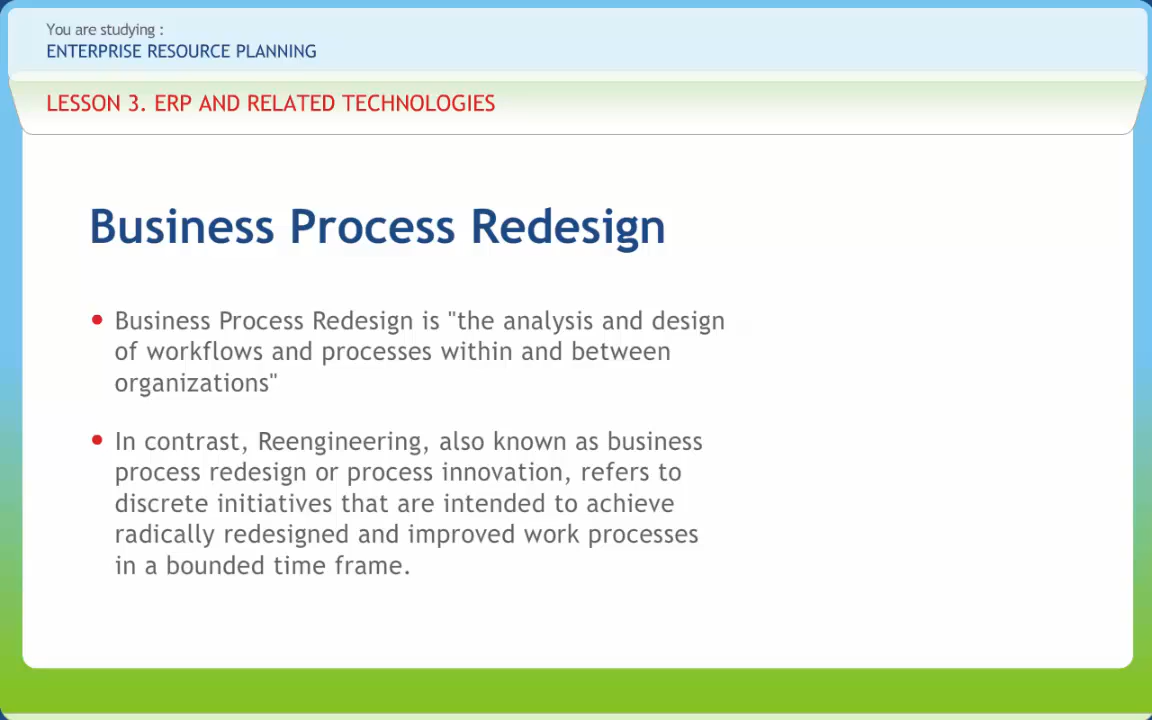 You are studying :
ENTERPRISE RESOURCE PLANNING
LESSON 3. ERP AND RELATED TECHNOLOGIES
Business Process Redesign
• Business Process Redesign is "the analysis and design
of workflows and processes within and between
organizations"
• In contrast, Reengineering, also known as business
process redesign or process innovation, refers to
discrete initiatives that are intended to achieve
radically redesigned and improved work processes
in a bounded time frame.